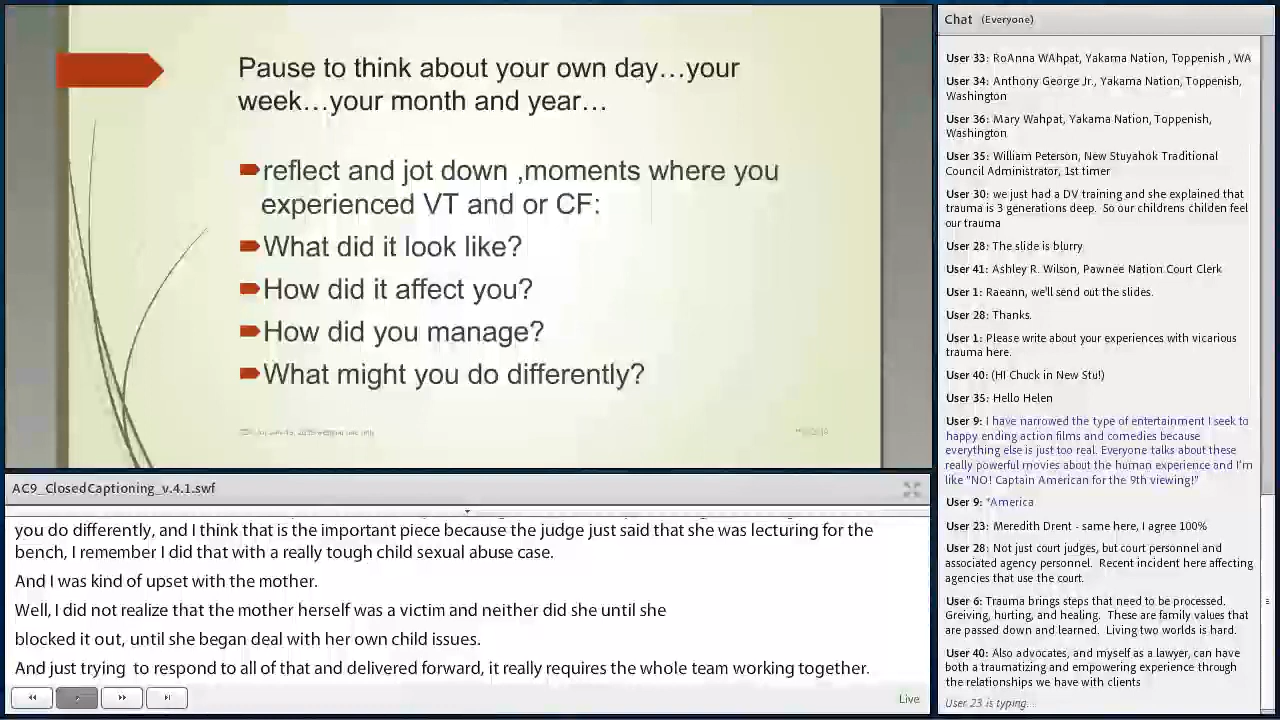 Pause to think about your own day…your
week…your month and year…
reflect and jot down ,moments where you
experienced VT and or CF:
What did it look like?
How did it affect you?
How did you manage?
What might you do differently?
AC9_ClosedCaptioning_v.4.1.swf
you do differently, and I think that is the important piece because the judge just said that she was lecturing for the
bench, I remember I did that with a really tough child sexual abuse case.
And I was kind of upset with the mother.
Well, I did not realize that the mother herself was a victim and neither did she until she
blocked it out, until she began deal with her own child issues.
And just trying to respond to all of that and delivered forward, it really requires the whole team working together.
Live
Chat (Everyone)
User 33: RoAnna WAhpat, Yakama Nation, Toppenish , WA
User 34: Anthony George Jr., Yakama Nation, Toppenish,
Washington
User 36: Mary Wahpat, Yakama Nation, Toppenish,
Washington
User 35: William Peterson, New Stuyahok Traditional
Council Administrator, 1st timer
User 30: we just had a DV training and she explained that
trauma is 3 generations deep. So our childrens childen feel
our trauma
User 28: The slide is blurry
User 41: Ashley R. Wilson, Pawnee Nation Court Clerk
User 1: Raeann, we'll send out the slides.
User 28: Thanks.
User 1: Please write about your experiences with vicarious
trauma here.
User 40: (HI Chuck in New Stu!)
User 35: Hello Helen
User 9: I have narrowed the type of entertainment I seek to
happy ending action films and comedies because
everything else is just too real. Everyone talks about these
really powerful movies about the human experience and I'm
like "NO! Captain American for the 9th viewing!"
User 9: *America
User 23: Meredith Drent - same here, I agree 100%
User 28: Not just court judges, but court personnel and
associated agency personnel. Recent incident here affecting
agencies that use the court.
User 6: Trauma brings steps that need to be processed.
Greiving, hurting, and healing. These are family values that
are passed down and learned. Living two worlds is hard.
User 40: Also advocates, and myself as a lawyer, can have
both a traumatizing and empowering experience through
the relationships we have with clients
User 23 is typing...